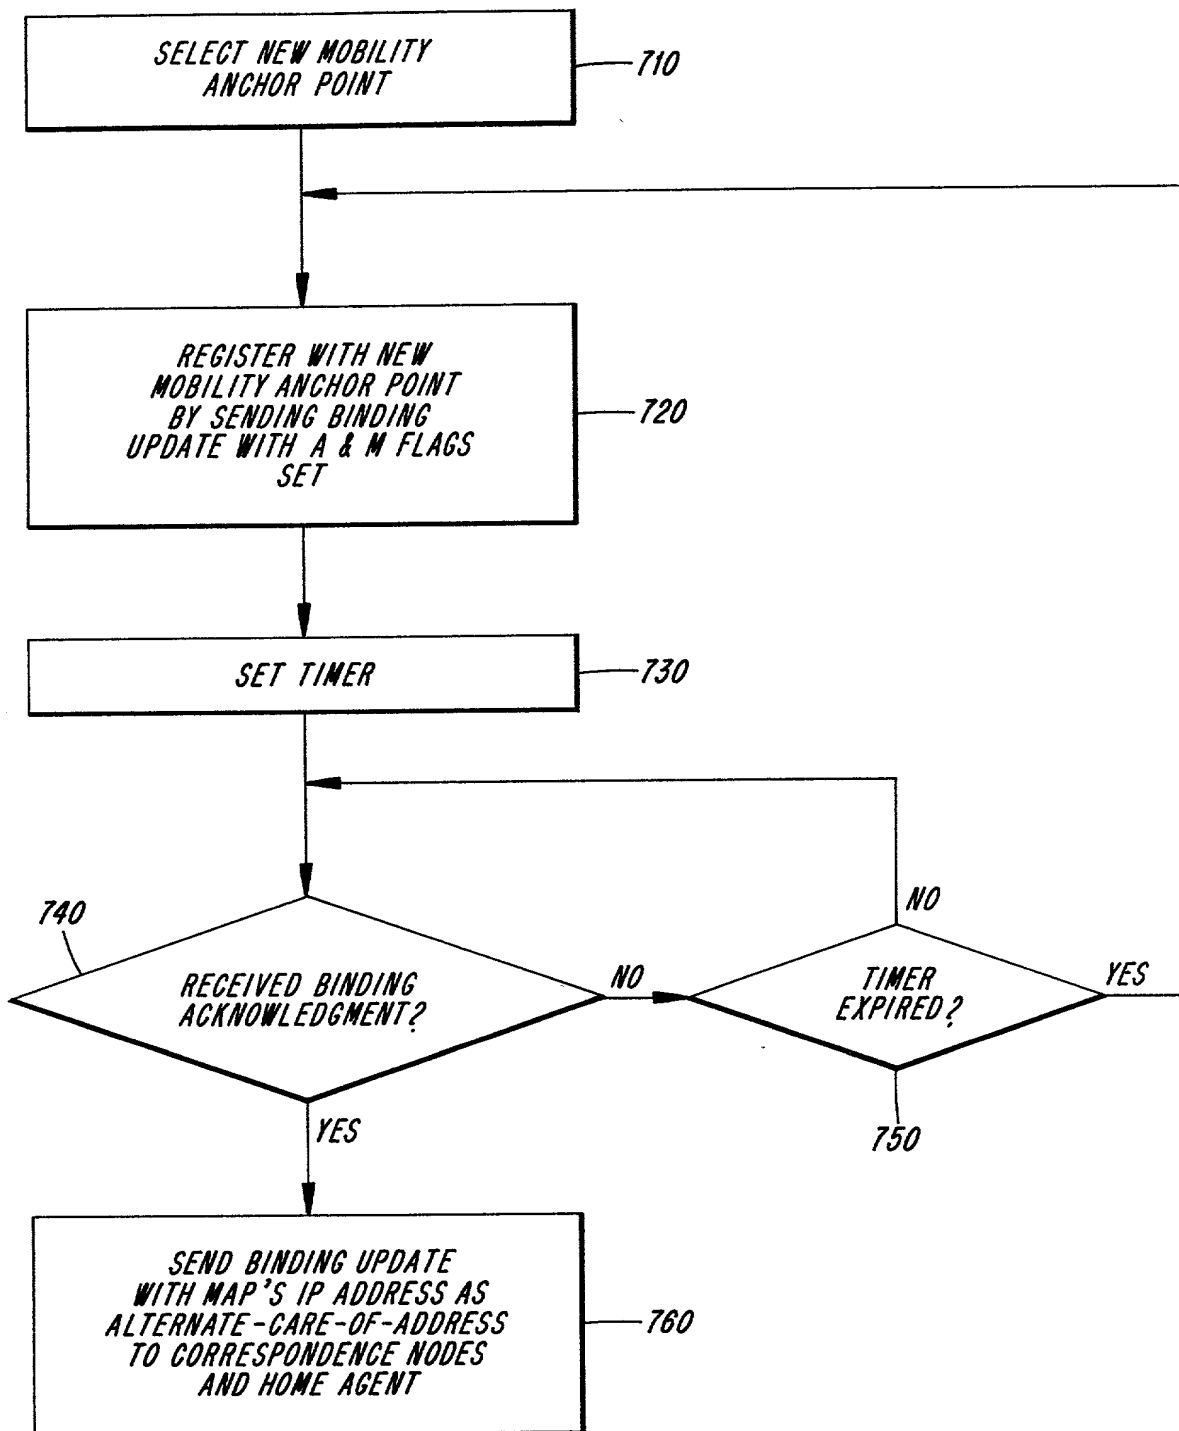 SELECT NEW MOBILITY
ANCHOR POINT
710
REGISTER WITH NEW
MOBILITY ANCHOR POINT
BY SENDING BINDING
UPDATE WITH A & M FLAGS
SET
720
SET TIMER
730
740
RECEIVED BINDING
ACKNOWLEDGMENT?
NO
TIMER
EXPIRED?
NO
YES
750
YES
SEND BINDING UPDATE
WITH MAP'S IP ADDRESS AS
ALTERNATE-CARE-OF-ADDRESS
TO CORRESPONDENCE NODES
AND HOME AGENT
760